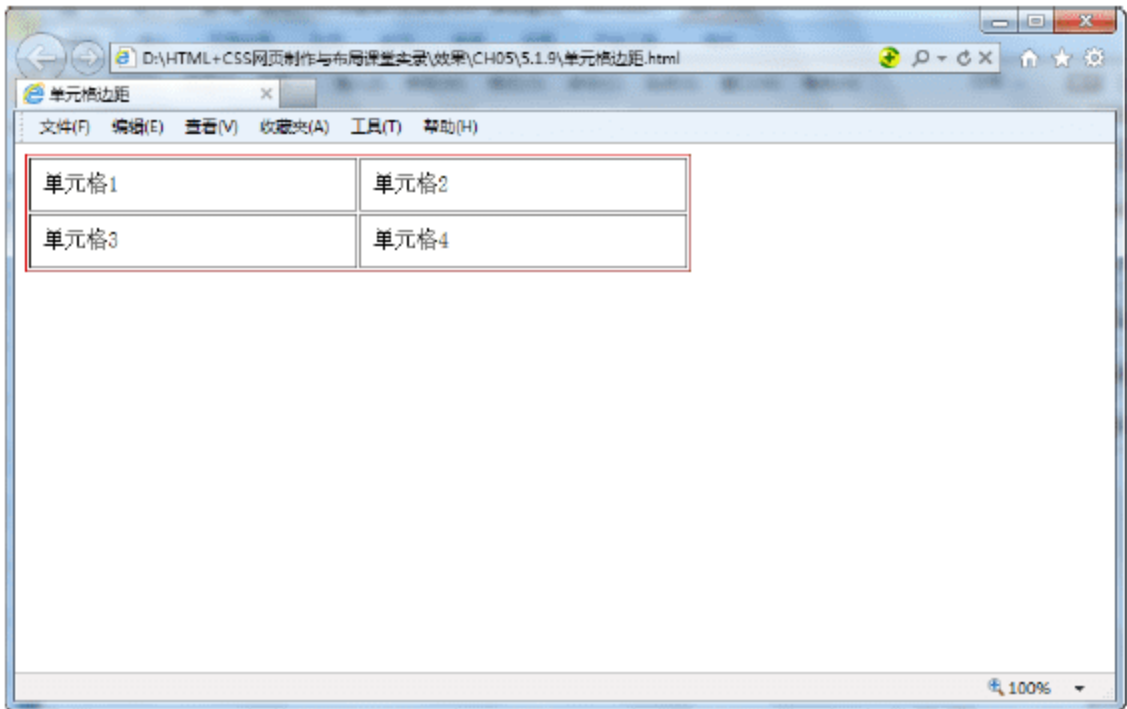 D:\HTML+CSS网页制作与布局课堂实录\效果\CH05\5.1.9\单元格边距.html
单元格边距
文件(F) 编辑(E) 查看(V) 收藏夹(A) 工具(T) 帮助(H)
单元格1 单元格2
单元格3 单元格4
100%